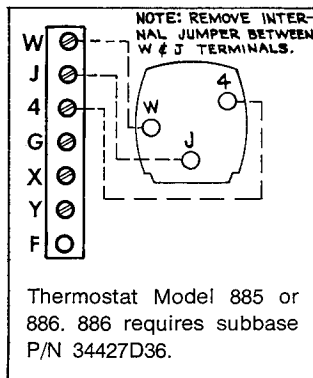 NOTE: REMOVE INTER-
NAL JUMPER BETWEEN
W & J TERMINALS.
W
J
4
G
X
Y
F
4
W
J
Thermostat Model 885 or
886. 886 requires subbase
P/N 34427D36.